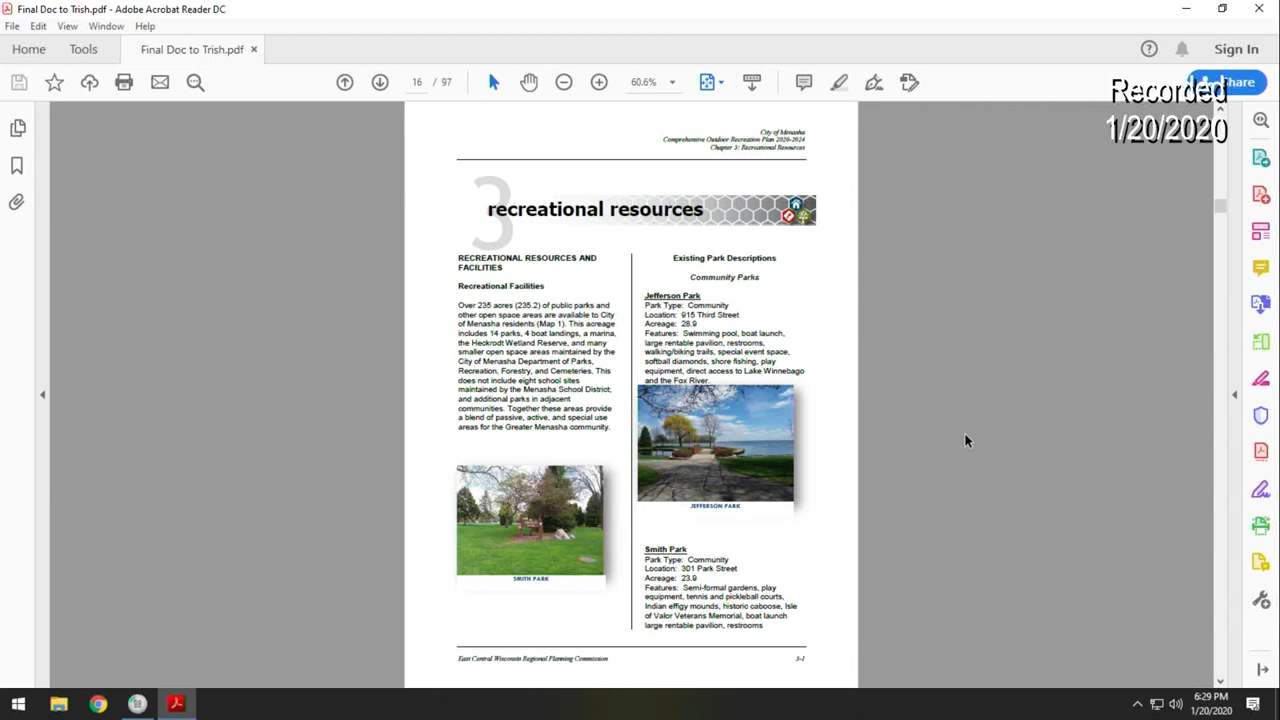 Final Doc to Trish.pdf - Adobe Acrobat Reader DC
File Edit View Window Help
Home Tools Final Doc to Trish.pdf × Sign In
16 / 97 60.6% Share
Recorded
1/20/2020
City of Menasha
Comprehensive Outdoor Recreation Plan 2020-2024
Chapter 3: Recreational Resources
3
recreational resources
RECREATIONAL RESOURCES AND
FACILITIES
Recreational Facilities
Over 235 acres (235.2) of public parks and
other open space areas are available to City
of Menasha residents (Map 1). This acreage
includes 14 parks, 4 boat landings, a marina,
the Heckrodt Wetland Reserve, and many
smaller open space areas maintained by the
City of Menasha Department of Parks,
Recreation, Forestry, and Cemeteries. This
does not include eight school sites
maintained by the Menasha School District;
and additional parks in adjacent
communities. Together these areas provide
a blend of passive, active, and special use
areas for the Greater Menasha community.
SMITH PARK
Existing Park Descriptions
Community Parks
Jefferson Park
Park Type: Community
Location: 915 Third Street
Acreage: 28.9
Features: Swimming pool, boat launch,
large rentable pavilion, restrooms,
walking/biking trails, special event space,
softball diamonds, shore fishing, play
equipment, direct access to Lake Winnebago
and the Fox River.
JEFFERSON PARK
Smith Park
Park Type: Community
Location: 301 Park Street
Acreage: 23.9
Features: Semi-formal gardens, play
equipment, tennis and pickleball courts,
Indian effigy mounds, historic caboose, Isle
of Valor Veterans Memorial, boat launch
large rentable pavilion, restrooms
East Central Wisconsin Regional Planning Commission 3-1
6:29 PM
1/20/2020